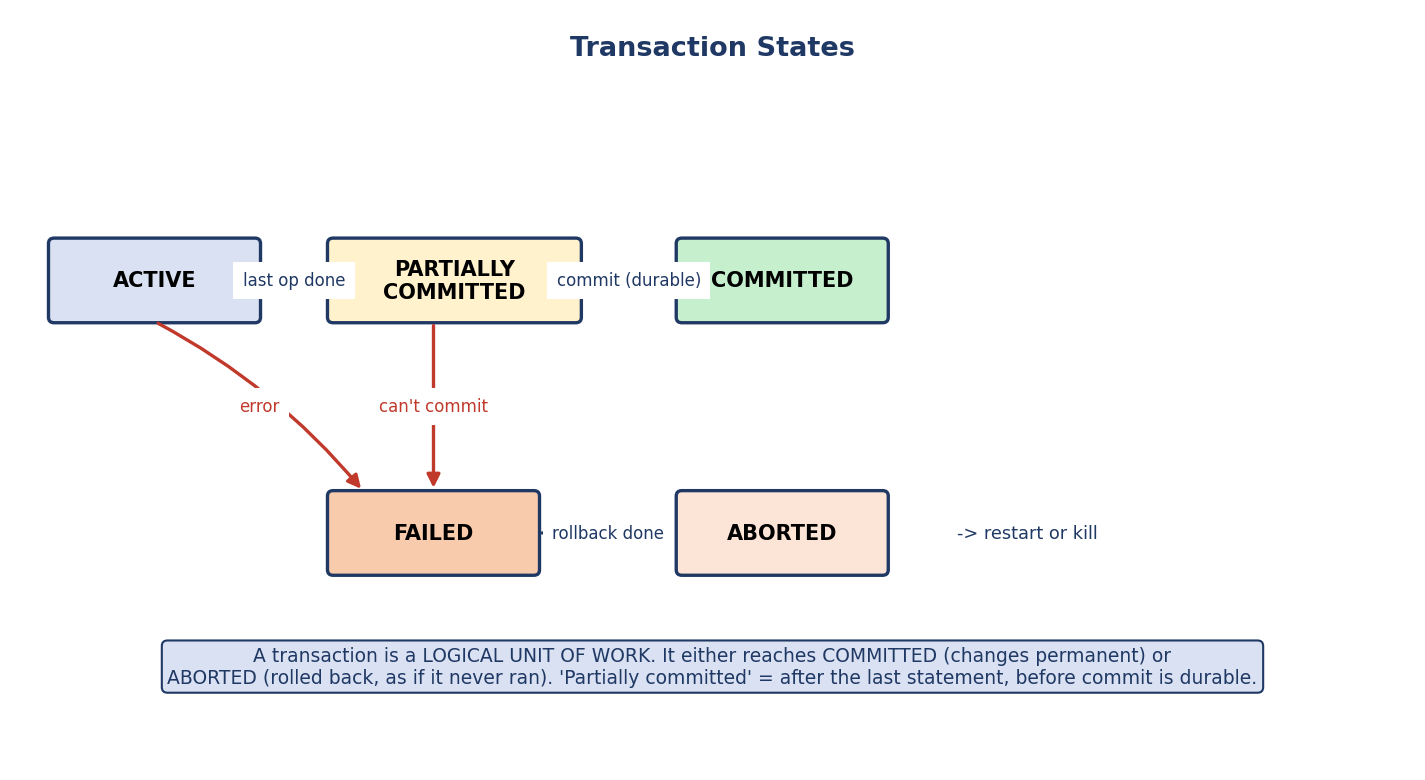 Transaction States
ACTIVE
last op done
PARTIALLY
COMMITTED
commit (durable)
COMMITTED
error
can't commit
FAILED
rollback done
ABORTED
-> restart or kill
A transaction is a LOGICAL UNIT OF WORK. It either reaches COMMITTED (changes permanent) or
ABORTED (rolled back, as if it never ran). 'Partially committed' = after the last statement, before commit is durable.